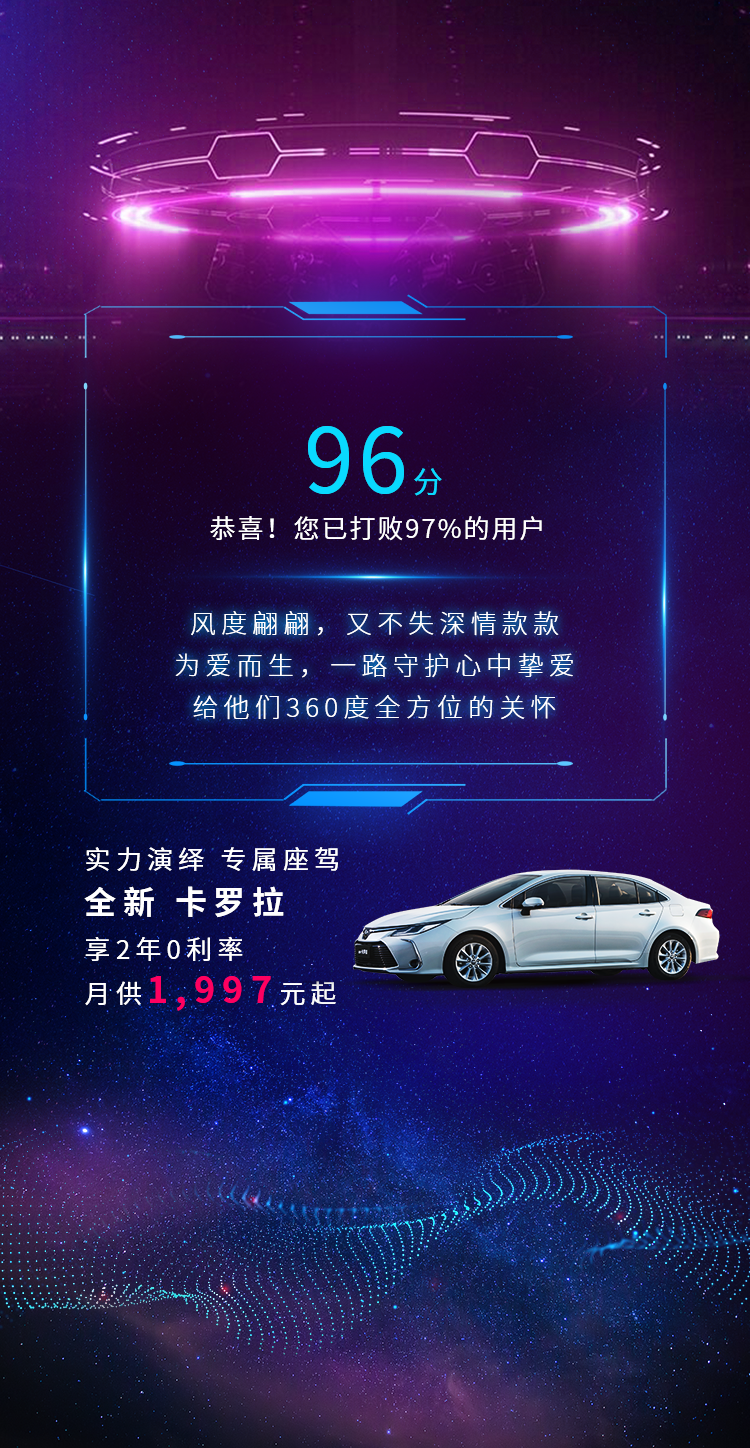 96分
恭喜！您已打败97%的用户
风度翩翩，又不失深情款款
为爱而生，一路守护心中挚爱
给他们360度全方位的关怀
实力演绎 专属座驾
全新 卡罗拉
享2年0利率
月供1,997元起